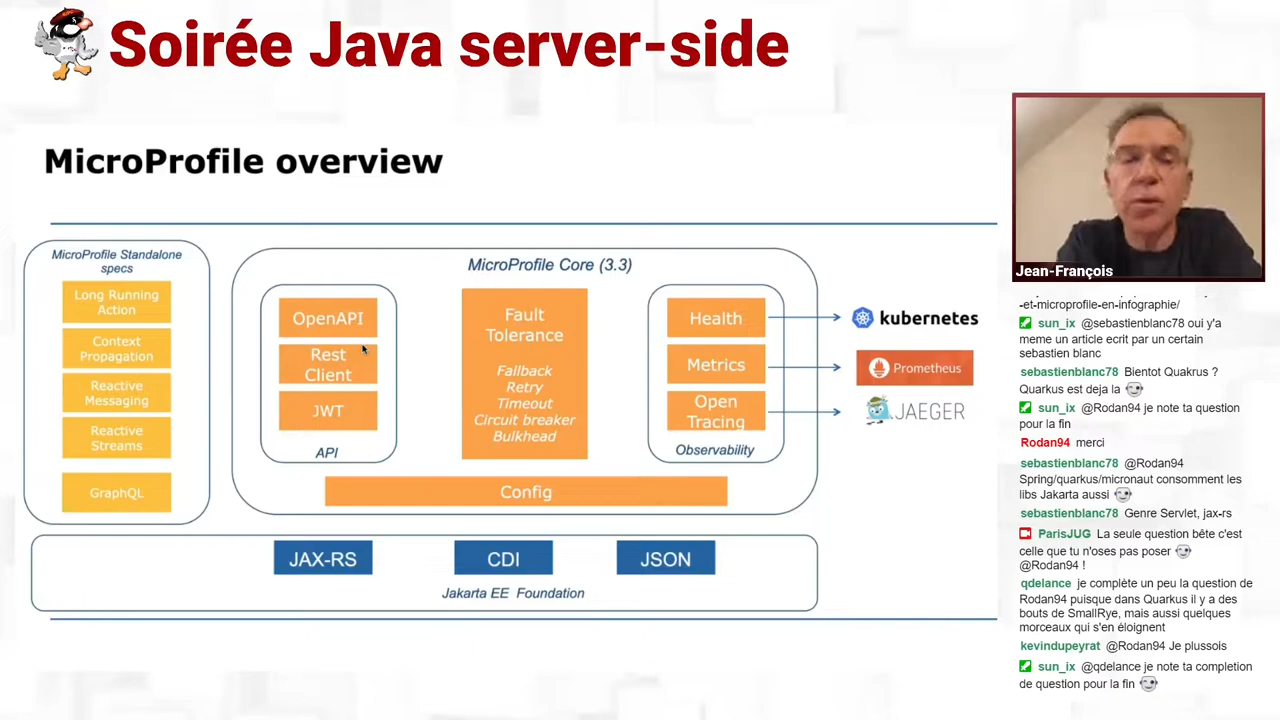 Soirée Java server-side
MicroProfile overview
MicroProfile Standalone
specs
Long Running
Action
Context
Propagation
Reactive
Messaging
Reactive
Streams
GraphQL
MicroProfile Core (3.3)
OpenAPI
Rest
Client
JWT
API
Fault
Tolerance
Fallback
Retry
Timeout
Circuit breaker
Bulkhead
Health
Metrics
Open
Tracing
Observability
Config
kubernetes
Prometheus
JAEGER
JAX-RS
CDI
JSON
Jakarta EE Foundation
Jean-François
-et-microprofile-en-infographie/
sun_ix @sebastienblanc78 oui y'a
meme un article ecrit par un certain
sebastien blanc
sebastienblanc78 Bientot Quakrus ?
Quarkus est deja la
sun_ix @Rodan94 je note ta question
pour la fin
Rodan94 merci
sebastienblanc78 @Rodan94
Spring/quarkus/micronaut consomment les
libs Jakarta aussi
sebastienblanc78 Genre Servlet, jax-rs
ParisJUG La seule question bête c'est
celle que tu n'oses pas poser
@Rodan94 !
qdelance je complète un peu la question de
Rodan94 puisque dans Quarkus il y a des
bouts de SmallRye, mais aussi quelques
morceaux qui s'en éloignent
kevindupeyrat @Rodan94 Je plussois
sun_ix @qdelance je note ta completion
de question pour la fin